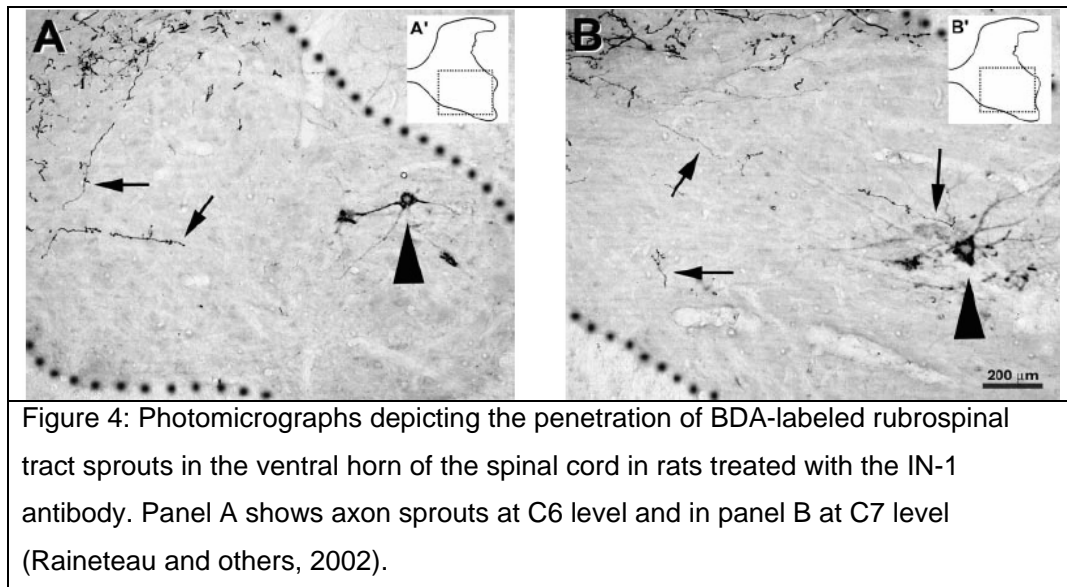 A
A'
B
B'
200 µm
Figure 4: Photomicrographs depicting the penetration of BDA-labeled rubrospinal
tract sprouts in the ventral horn of the spinal cord in rats treated with the IN-1
antibody. Panel A shows axon sprouts at C6 level and in panel B at C7 level
(Raineteau and others, 2002).